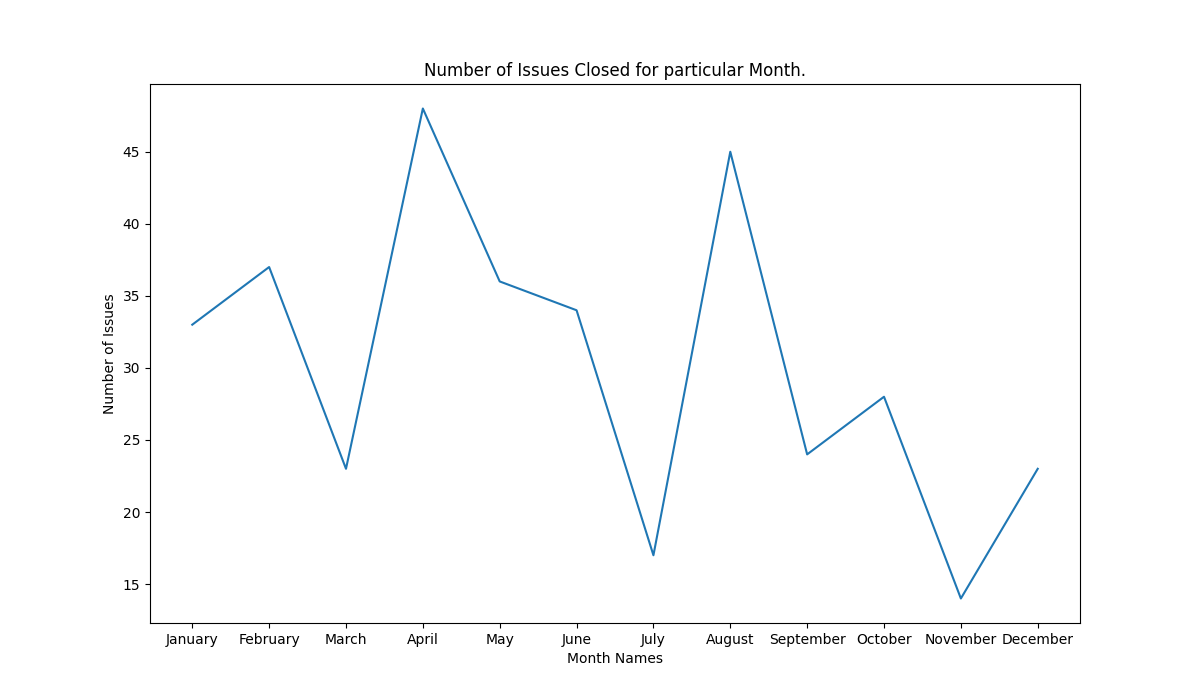 Number of Issues Closed for particular Month.
45
40
35
30
25
20
15
Number of Issues
January February March April May June July August September October November December
Month Names